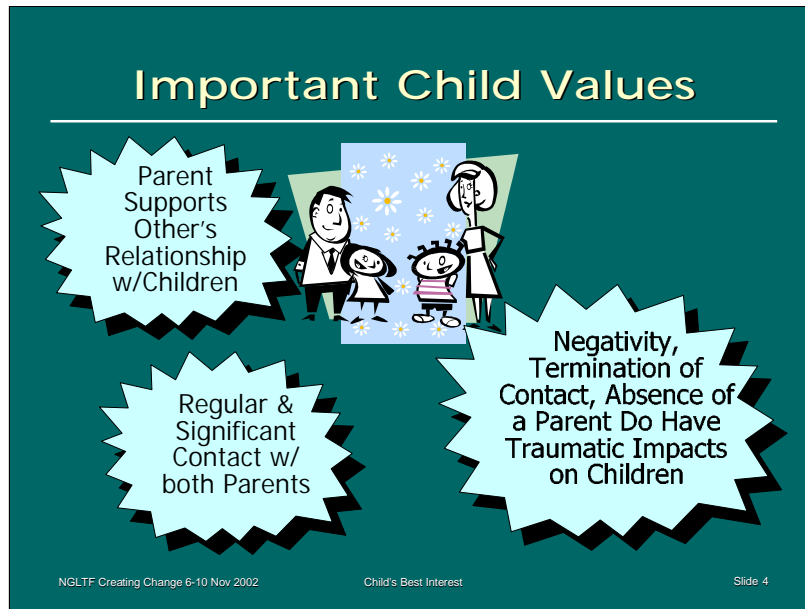 Important Child Values
Parent
Supports
Other's
Relationship
w/Children
Regular &
Significant
Contact w/
both Parents
Negativity,
Termination of
Contact, Absence of
a Parent Do Have
Traumatic Impacts
on Children
NGLTF Creating Change 6-10 Nov 2002
Child's Best Interest
Slide 4